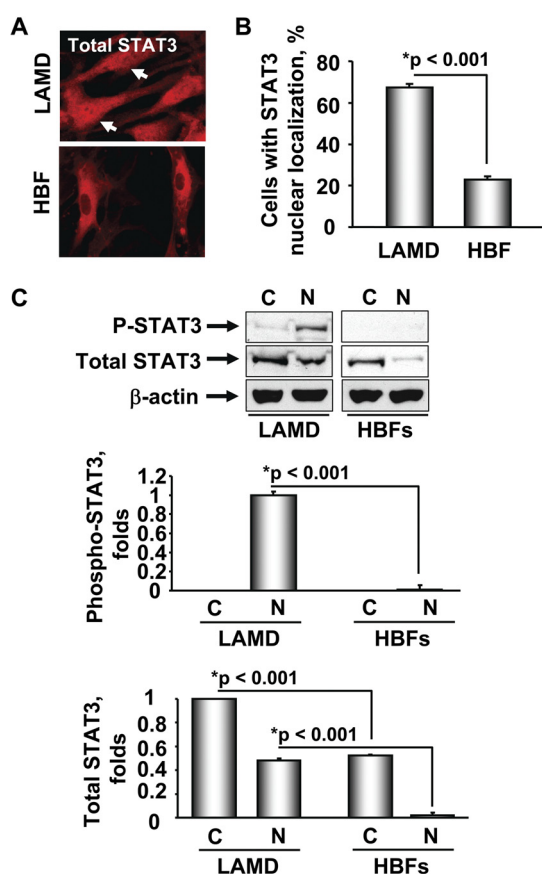 A
Total STAT3
LAMD
HBF
B
Cells with STAT3
nuclear localization, %
80
60
40
20
0
*p < 0.001
LAMD HBF
C
C N C N
P-STAT3
Total STAT3
β-actin
LAMD HBFs
Phospho-STAT3,
folds
1.2
1
0.8
0.6
0.4
0.2
0
*p < 0.001
C N C N
LAMD HBFs
Total STAT3,
folds
1
0.8
0.6
0.4
0.2
0
*p < 0.001
*p < 0.001
C N C N
LAMD HBFs